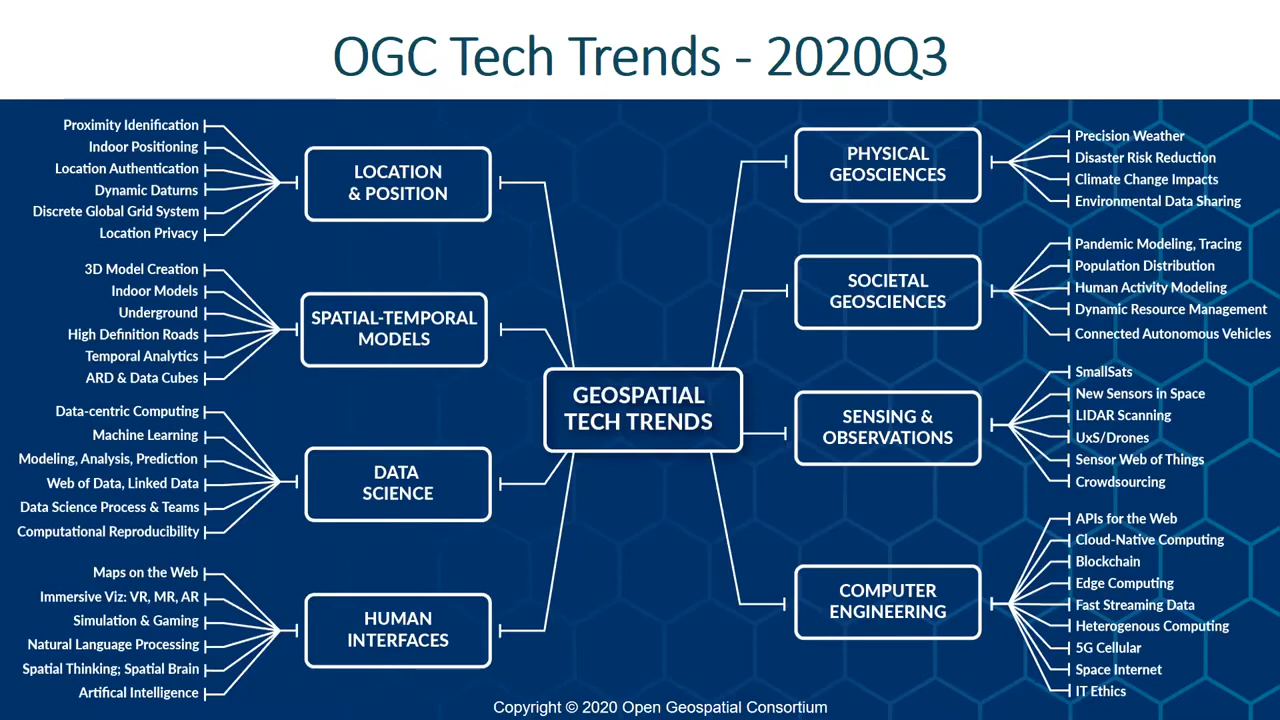 OGC Tech Trends - 2020Q3
Proximity Idenification
Indoor Positioning
Location Authentication
Dynamic Daturns
Discrete Global Grid System
Location Privacy
LOCATION
& POSITION
3D Model Creation
Indoor Models
Underground
High Definition Roads
Temporal Analytics
ARD & Data Cubes
SPATIAL-TEMPORAL
MODELS
Data-centric Computing
Machine Learning
Modeling, Analysis, Prediction
Web of Data, Linked Data
Data Science Process & Teams
Computational Reproducibility
DATA
SCIENCE
Maps on the Web
Immersive Viz: VR, MR, AR
Simulation & Gaming
Natural Language Processing
Spatial Thinking; Spatial Brain
Artifical Intelligence
HUMAN
INTERFACES
GEOSPATIAL
TECH TRENDS
PHYSICAL
GEOSCIENCES
Precision Weather
Disaster Risk Reduction
Climate Change Impacts
Environmental Data Sharing
SOCIETAL
GEOSCIENCES
Pandemic Modeling, Tracing
Population Distribution
Human Activity Modeling
Dynamic Resource Management
Connected Autonomous Vehicles
SENSING &
OBSERVATIONS
SmallSats
New Sensors in Space
LIDAR Scanning
UxS/Drones
Sensor Web of Things
Crowdsourcing
COMPUTER
ENGINEERING
APIs for the Web
Cloud-Native Computing
Blockchain
Edge Computing
Fast Streaming Data
Heterogenous Computing
5G Cellular
Space Internet
IT Ethics
Copyright © 2020 Open Geospatial Consortium